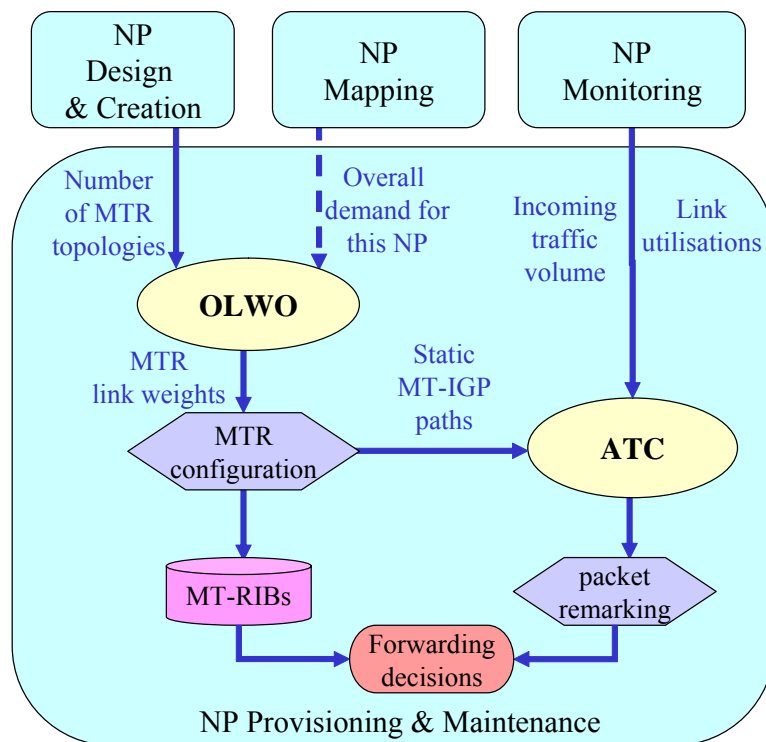 NP
Design
& Creation
NP
Mapping
NP
Monitoring
Number
of MTR
topologies
Overall
demand for
this NP
Incoming
traffic
volume
Link
utilisations
OLWO
MTR
link weights
Static
MT-IGP
paths
MTR
configuration
ATC
MT-RIBs
packet
remarking
Forwarding
decisions
NP Provisioning & Maintenance